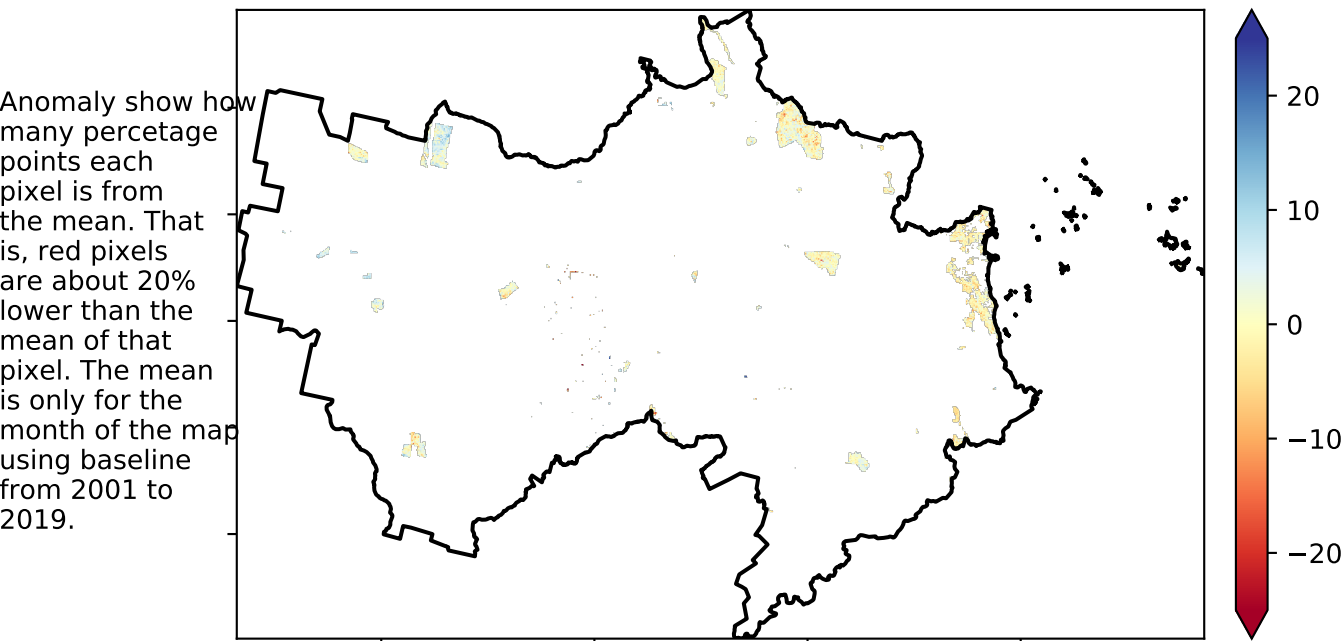 Anomaly show how
many percetage
points each
pixel is from
the mean. That
is, red pixels
are about 20%
lower than the
mean of that
pixel. The mean
is only for the
month of the map
using baseline
from 2001 to
2019.
20
10
0
−10
−20